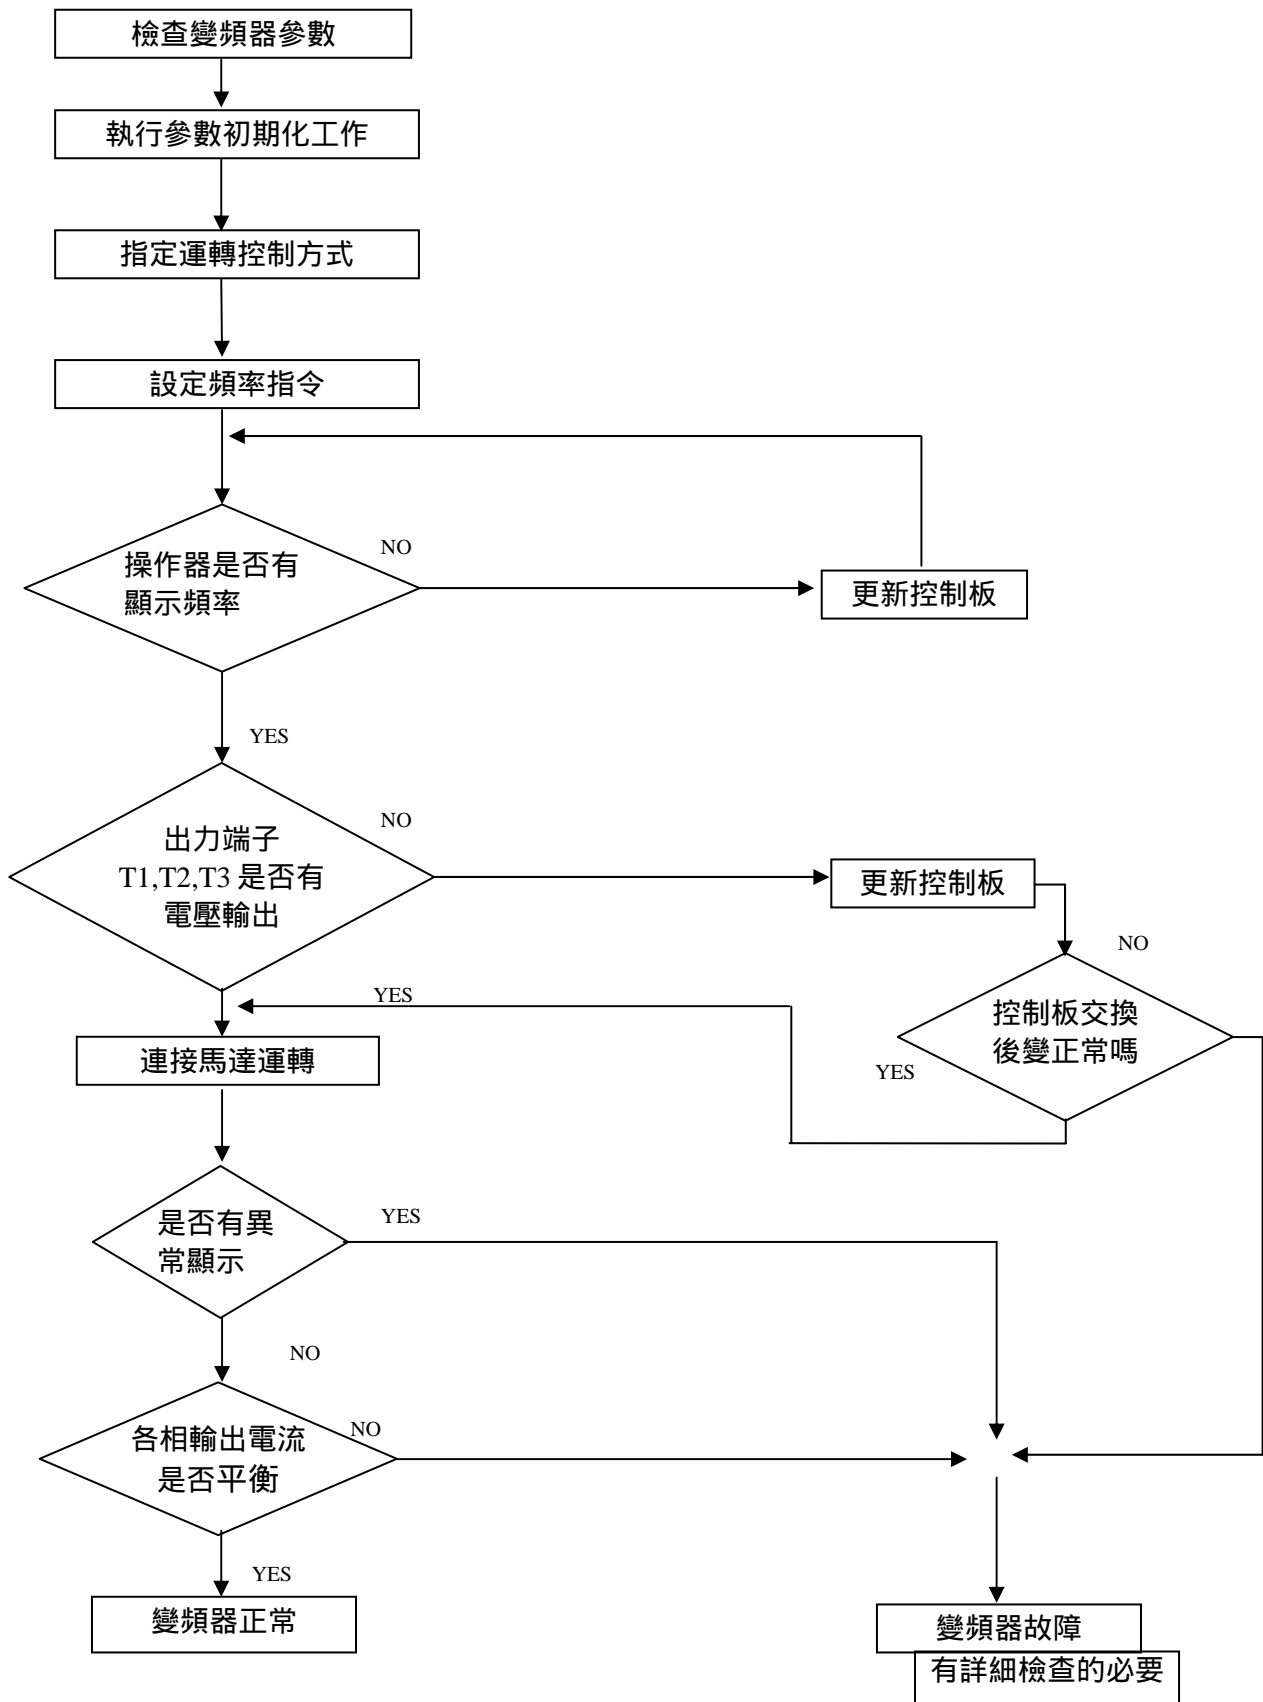 檢查變頻器參數
執行參數初期化工作
指定運轉控制方式
設定頻率指令
操作器是否有
顯示頻率
NO
更新控制板
YES
出力端子
T1,T2,T3 是否有
電壓輸出
NO
更新控制板
NO
控制板交換
後變正常嗎
YES
YES
連接馬達運轉
是否有異
常顯示
YES
NO
各相輸出電流
是否平衡
NO
YES
變頻器正常
變頻器故障
有詳細檢查的必要